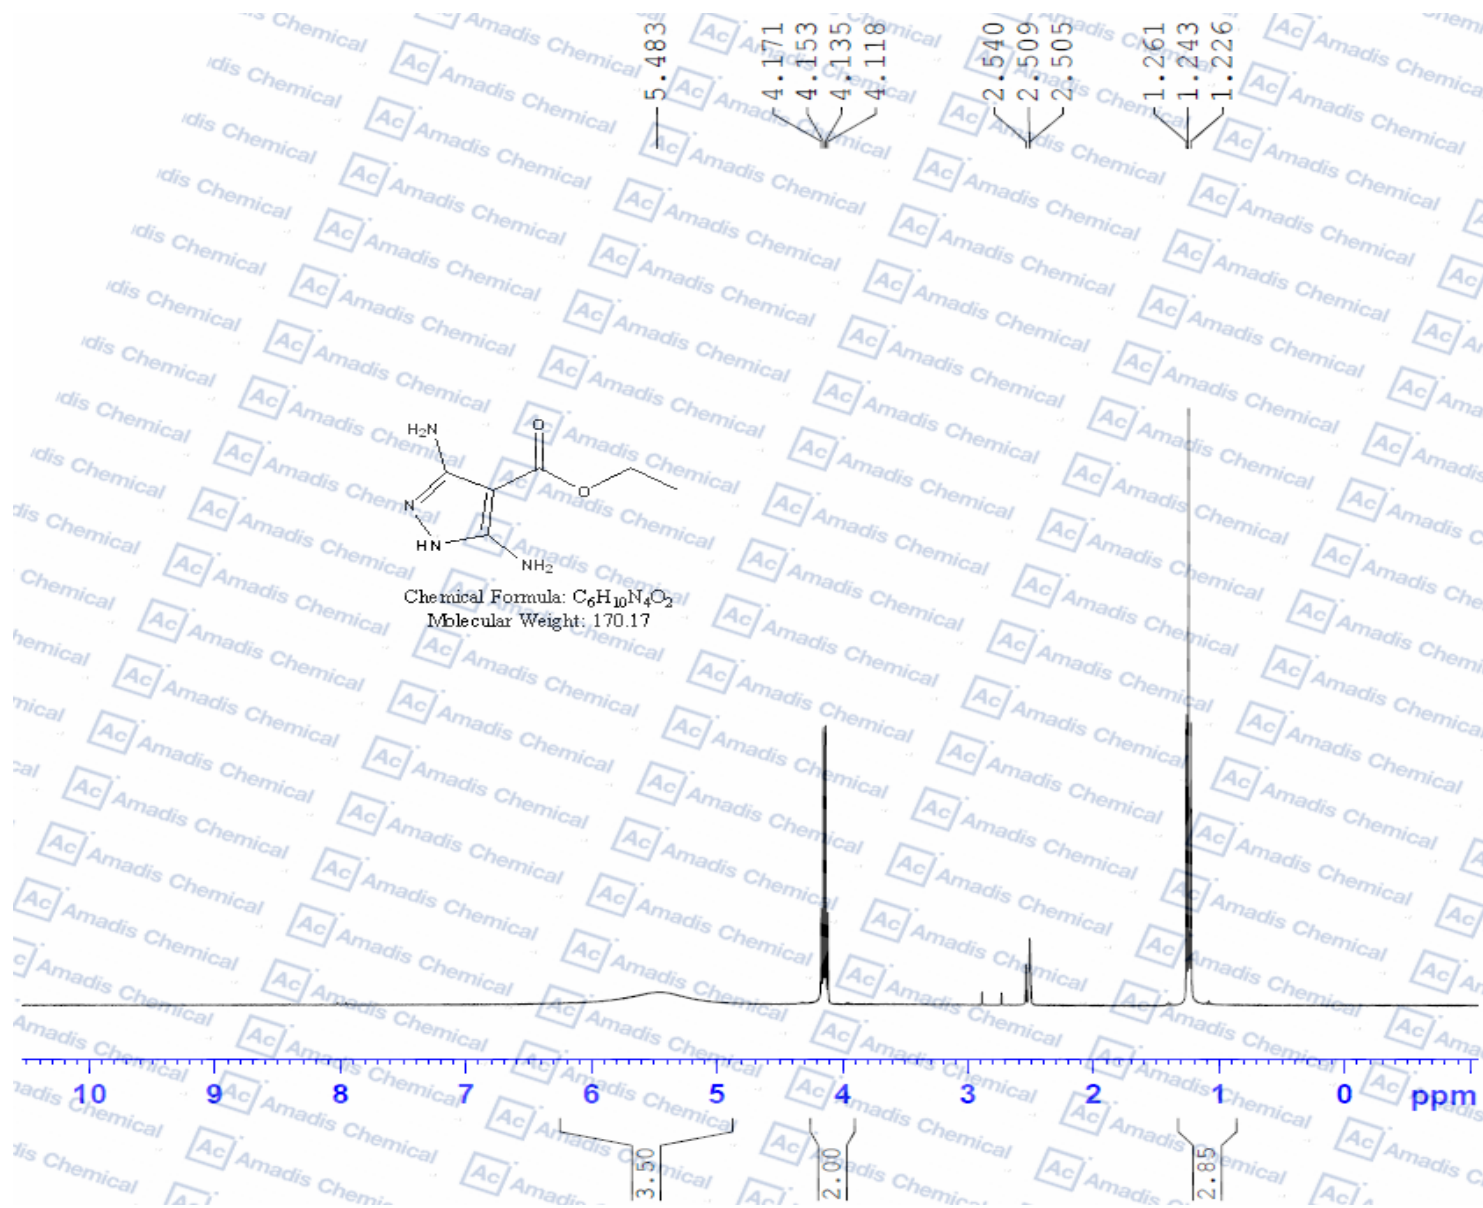 5.483
4.171
4.153
4.135
4.118
2.540
2.509
2.505
1.261
1.243
1.226
H₂N
O
O
N
HN
NH₂
Chemical Formula: C₆H₁₀N₄O₂
Molecular Weight: 170.17
10 9 8 7 6 5 4 3 2 1 0 ppm
3.50
2.00
2.85
Ac Amadis Chemical